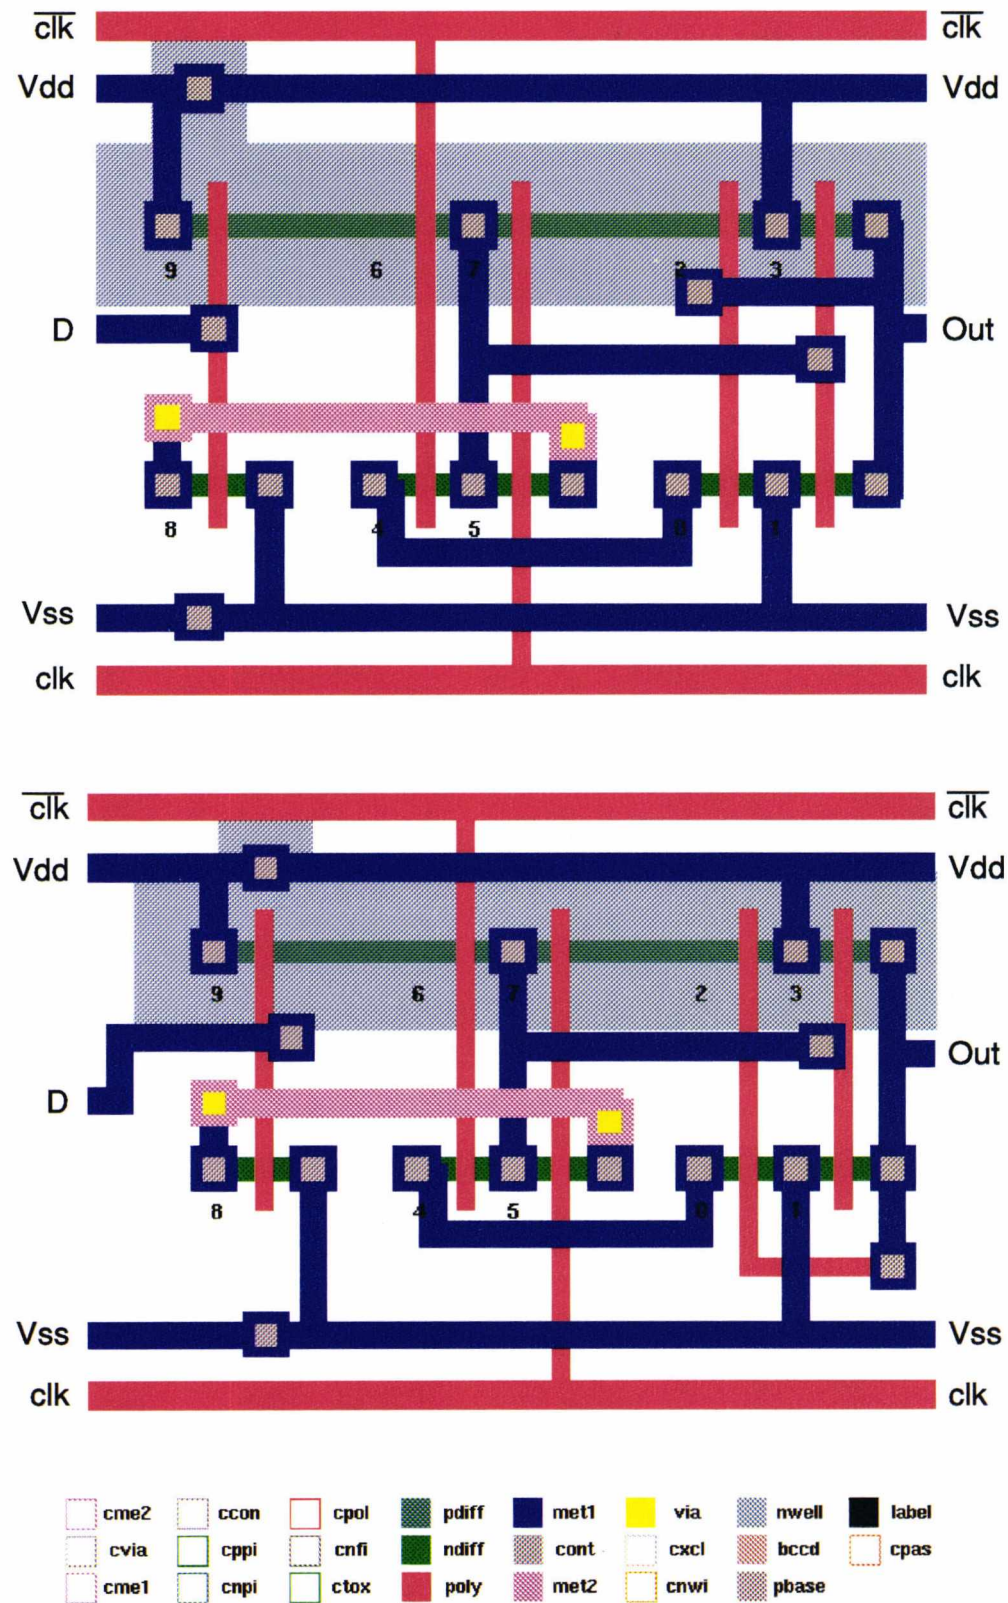 clk clk
Vdd Vdd
9 6 7 2 3
D Out
8 4 5 0 1
Vss Vss
clk clk
clk clk
Vdd Vdd
9 6 7 2 3
D Out
8 4 5 0 1
Vss Vss
clk clk
cme2 ccon cpol pdiff met1 via nwell label
cvia cppi cnfi ndiff cont cxcl bccd cpas
cme1 cnpi ctox poly met2 cnwi pbase